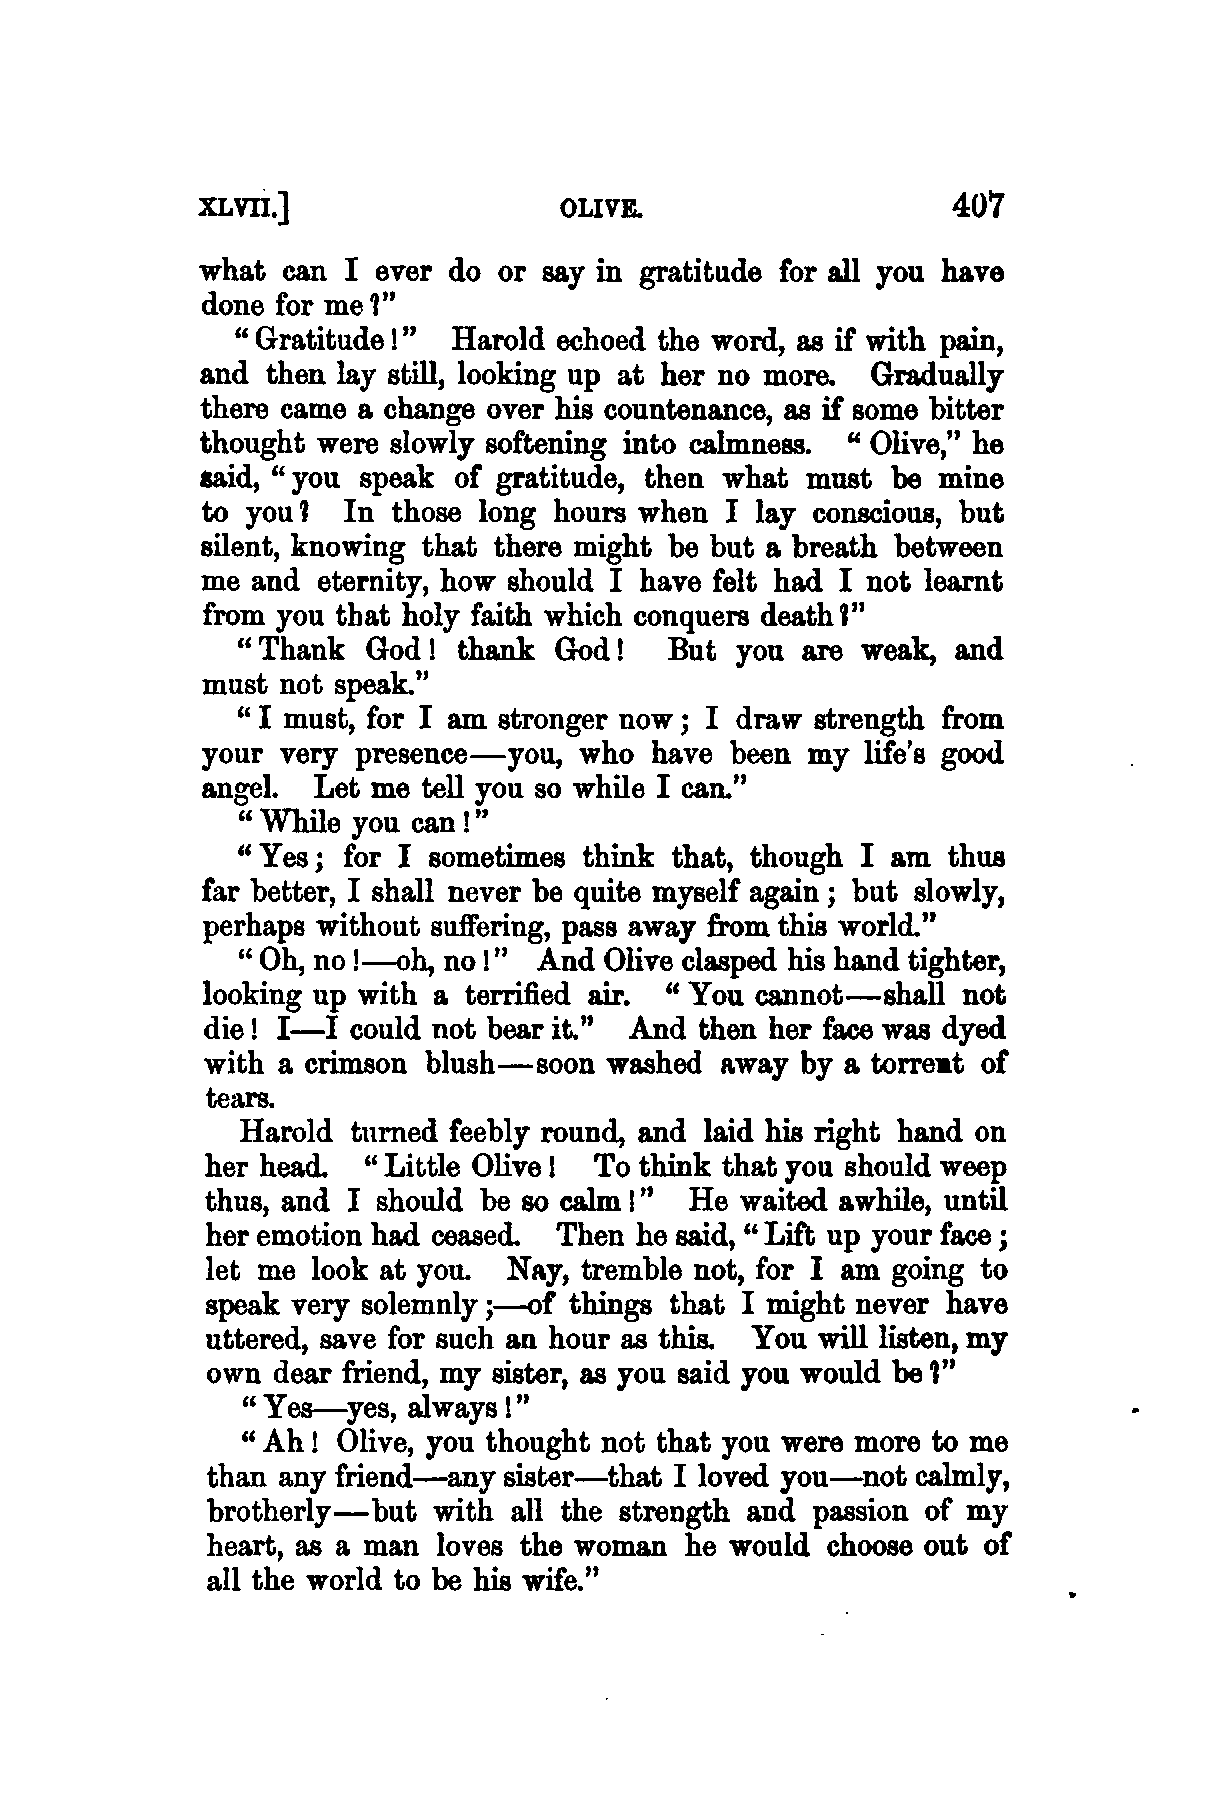 XLVII.] OLIVE. 407
what can I ever do or say in gratitude for all you have
done for me?"
"Gratitude!" Harold echoed the word, as if with pain,
and then lay still, looking up at her no more. Gradually
there came a change over his countenance, as if some bitter
thought were slowly softening into calmness. "Olive," he
said, "you speak of gratitude, then what must be mine
to you? In those long hours when I lay conscious, but
silent, knowing that there might be but a breath between
me and eternity, how should I have felt had I not learnt
from you that holy faith which conquers death?"
"Thank God! thank God! But you are weak, and
must not speak."
"I must, for I am stronger now; I draw strength from
your very presence—you, who have been my life's good
angel. Let me tell you so while I can."
"While you can!"
"Yes; for I sometimes think that, though I am thus
far better, I shall never be quite myself again; but slowly,
perhaps without suffering, pass away from this world."
"Oh, no!—oh, no!" And Olive clasped his hand tighter,
looking up with a terrified air. "You cannot—shall not
die! I—I could not bear it." And then her face was dyed
with a crimson blush—soon washed away by a torrent of
tears.
Harold turned feebly round, and laid his right hand on
her head. "Little Olive! To think that you should weep
thus, and I should be so calm!" He waited awhile, until
her emotion had ceased. Then he said, "Lift up your face;
let me look at you. Nay, tremble not, for I am going to
speak very solemnly;—of things that I might never have
uttered, save for such an hour as this. You will listen, my
own dear friend, my sister, as you said you would be?"
"Yes—yes, always!"
"Ah! Olive, you thought not that you were more to me
than any friend—any sister—that I loved you—not calmly,
brotherly—but with all the strength and passion of my
heart, as a man loves the woman he would choose out of
all the world to be his wife."